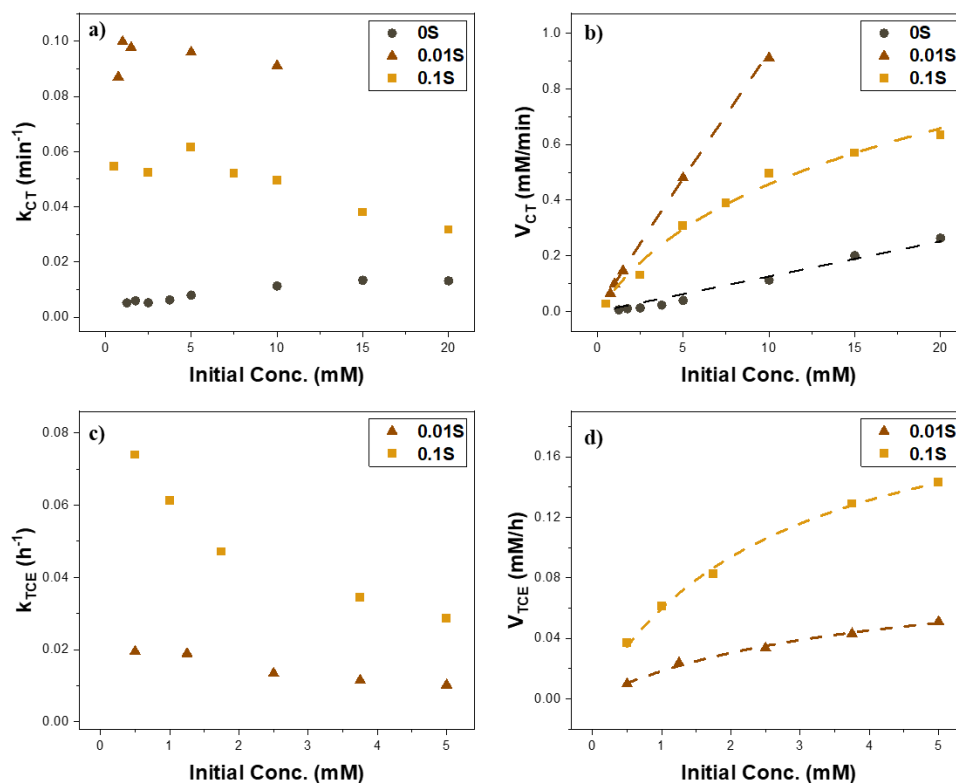 a)
0S
0.01S
0.1S
0.10
0.08
0.06
0.04
0.02
0.00
k_CT (min⁻¹)
0 5 10 15 20
Initial Conc. (mM)
b)
0S
0.01S
0.1S
1.0
0.8
0.6
0.4
0.2
0.0
V_CT (mM/min)
0 5 10 15 20
Initial Conc. (mM)
c)
0.01S
0.1S
0.08
0.06
0.04
0.02
0.00
k_TCE (h⁻¹)
0 1 2 3 4 5
Initial Conc. (mM)
d)
0.01S
0.1S
0.16
0.12
0.08
0.04
0.00
V_TCE (mM/h)
0 1 2 3 4 5
Initial Conc. (mM)